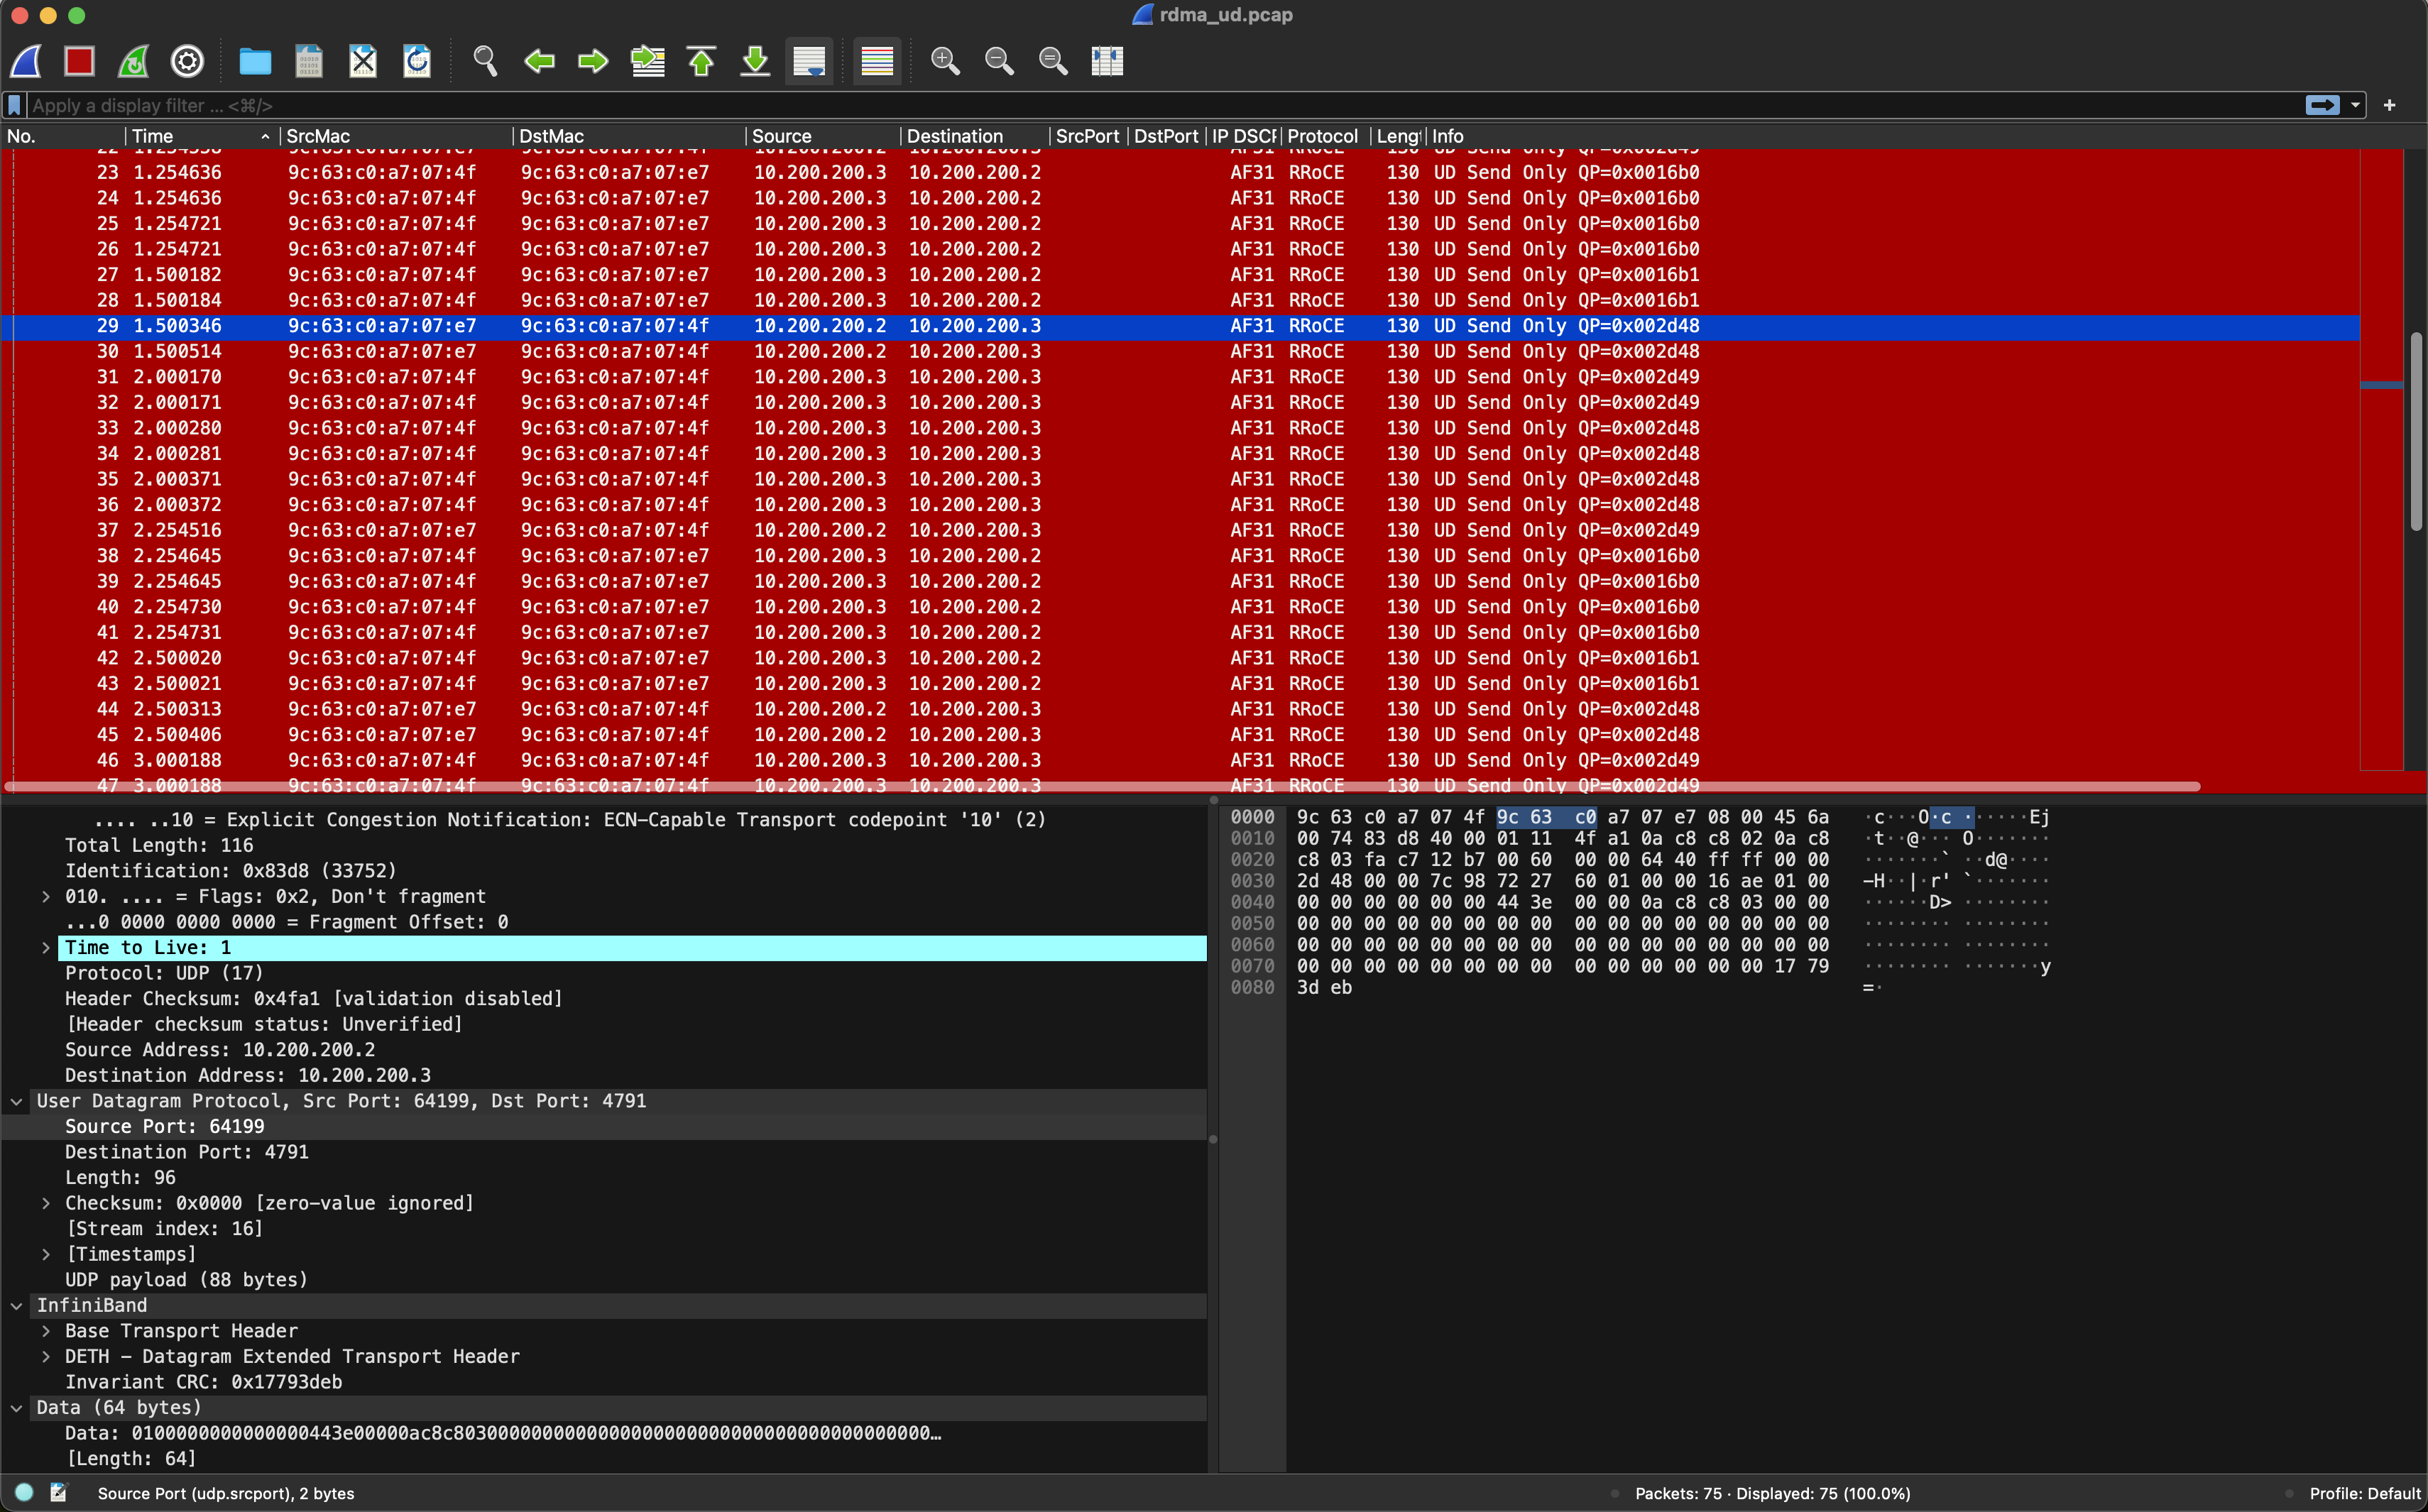 rdma_ud.pcap
Apply a display filter ... <⌘/>
No. Time SrcMac DstMac Source Destination SrcPort DstPort IP DSCP Protocol Lengt Info
23 1.254636 9c:63:c0:a7:07:4f 9c:63:c0:a7:07:e7 10.200.200.3 10.200.200.2 AF31 RRoCE 130 UD Send Only QP=0x0016b0
24 1.254636 9c:63:c0:a7:07:4f 9c:63:c0:a7:07:e7 10.200.200.3 10.200.200.2 AF31 RRoCE 130 UD Send Only QP=0x0016b0
25 1.254721 9c:63:c0:a7:07:4f 9c:63:c0:a7:07:e7 10.200.200.3 10.200.200.2 AF31 RRoCE 130 UD Send Only QP=0x0016b0
26 1.254721 9c:63:c0:a7:07:4f 9c:63:c0:a7:07:e7 10.200.200.3 10.200.200.2 AF31 RRoCE 130 UD Send Only QP=0x0016b0
27 1.500182 9c:63:c0:a7:07:4f 9c:63:c0:a7:07:e7 10.200.200.3 10.200.200.2 AF31 RRoCE 130 UD Send Only QP=0x0016b1
28 1.500184 9c:63:c0:a7:07:4f 9c:63:c0:a7:07:e7 10.200.200.3 10.200.200.2 AF31 RRoCE 130 UD Send Only QP=0x0016b1
29 1.500346 9c:63:c0:a7:07:e7 9c:63:c0:a7:07:4f 10.200.200.2 10.200.200.3 AF31 RRoCE 130 UD Send Only QP=0x002d48
30 1.500514 9c:63:c0:a7:07:e7 9c:63:c0:a7:07:4f 10.200.200.2 10.200.200.3 AF31 RRoCE 130 UD Send Only QP=0x002d48
31 2.000170 9c:63:c0:a7:07:4f 9c:63:c0:a7:07:4f 10.200.200.3 10.200.200.3 AF31 RRoCE 130 UD Send Only QP=0x002d49
32 2.000171 9c:63:c0:a7:07:4f 9c:63:c0:a7:07:4f 10.200.200.3 10.200.200.3 AF31 RRoCE 130 UD Send Only QP=0x002d49
33 2.000280 9c:63:c0:a7:07:4f 9c:63:c0:a7:07:4f 10.200.200.3 10.200.200.3 AF31 RRoCE 130 UD Send Only QP=0x002d48
34 2.000281 9c:63:c0:a7:07:4f 9c:63:c0:a7:07:4f 10.200.200.3 10.200.200.3 AF31 RRoCE 130 UD Send Only QP=0x002d48
35 2.000371 9c:63:c0:a7:07:4f 9c:63:c0:a7:07:4f 10.200.200.3 10.200.200.3 AF31 RRoCE 130 UD Send Only QP=0x002d48
36 2.000372 9c:63:c0:a7:07:4f 9c:63:c0:a7:07:4f 10.200.200.3 10.200.200.3 AF31 RRoCE 130 UD Send Only QP=0x002d48
37 2.254516 9c:63:c0:a7:07:e7 9c:63:c0:a7:07:4f 10.200.200.2 10.200.200.3 AF31 RRoCE 130 UD Send Only QP=0x002d49
38 2.254645 9c:63:c0:a7:07:4f 9c:63:c0:a7:07:e7 10.200.200.3 10.200.200.2 AF31 RRoCE 130 UD Send Only QP=0x0016b0
39 2.254645 9c:63:c0:a7:07:4f 9c:63:c0:a7:07:e7 10.200.200.3 10.200.200.2 AF31 RRoCE 130 UD Send Only QP=0x0016b0
40 2.254730 9c:63:c0:a7:07:4f 9c:63:c0:a7:07:e7 10.200.200.3 10.200.200.2 AF31 RRoCE 130 UD Send Only QP=0x0016b0
41 2.254731 9c:63:c0:a7:07:4f 9c:63:c0:a7:07:e7 10.200.200.3 10.200.200.2 AF31 RRoCE 130 UD Send Only QP=0x0016b0
42 2.500020 9c:63:c0:a7:07:4f 9c:63:c0:a7:07:e7 10.200.200.3 10.200.200.2 AF31 RRoCE 130 UD Send Only QP=0x0016b1
43 2.500021 9c:63:c0:a7:07:4f 9c:63:c0:a7:07:e7 10.200.200.3 10.200.200.2 AF31 RRoCE 130 UD Send Only QP=0x0016b1
44 2.500313 9c:63:c0:a7:07:e7 9c:63:c0:a7:07:4f 10.200.200.2 10.200.200.3 AF31 RRoCE 130 UD Send Only QP=0x002d48
45 2.500406 9c:63:c0:a7:07:e7 9c:63:c0:a7:07:4f 10.200.200.2 10.200.200.3 AF31 RRoCE 130 UD Send Only QP=0x002d48
46 3.000188 9c:63:c0:a7:07:4f 9c:63:c0:a7:07:4f 10.200.200.3 10.200.200.3 AF31 RRoCE 130 UD Send Only QP=0x002d49
47 3.000188 9c:63:c0:a7:07:4f 9c:63:c0:a7:07:4f 10.200.200.3 10.200.200.3 AF31 RRoCE 130 UD Send Only QP=0x002d49
.... ..10 = Explicit Congestion Notification: ECN-Capable Transport codepoint '10' (2)
Total Length: 116
Identification: 0x83d8 (33752)
010. .... = Flags: 0x2, Don't fragment
...0 0000 0000 0000 = Fragment Offset: 0
Time to Live: 1
Protocol: UDP (17)
Header Checksum: 0x4fa1 [validation disabled]
[Header checksum status: Unverified]
Source Address: 10.200.200.2
Destination Address: 10.200.200.3
User Datagram Protocol, Src Port: 64199, Dst Port: 4791
Source Port: 64199
Destination Port: 4791
Length: 96
Checksum: 0x0000 [zero-value ignored]
[Stream index: 16]
[Timestamps]
UDP payload (88 bytes)
InfiniBand
Base Transport Header
DETH - Datagram Extended Transport Header
Invariant CRC: 0x17793deb
Data (64 bytes)
[Length: 64]
0000 9c 63 c0 a7 07 4f 9c 63 c0 a7 07 e7 08 00 45 6a ·c···O·c ······Ej
0010 00 74 83 d8 40 00 01 11 4f a1 0a c8 c8 02 0a c8 ·t··@··· O·······
0020 c8 03 fa c7 12 b7 00 60 00 00 64 40 ff ff 00 00 ·······` ··d@····
0030 2d 48 00 00 7c 98 72 27 60 01 00 00 16 ae 01 00 -H··|·r' `·······
0040 00 00 00 00 00 00 44 3e 00 00 0a c8 c8 03 00 00 ······D> ········
0050 00 00 00 00 00 00 00 00 00 00 00 00 00 00 00 00 ········ ········
0060 00 00 00 00 00 00 00 00 00 00 00 00 00 00 00 00 ········ ········
0070 00 00 00 00 00 00 00 00 00 00 00 00 00 00 17 79 ········ ·······y
0080 3d eb =·
Source Port (udp.srcport), 2 bytes
Packets: 75 · Displayed: 75 (100.0%)
Profile: Default